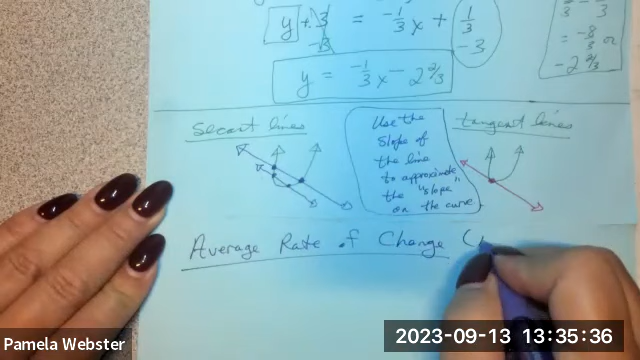 y + 3 = -1/3 x + 1/3
-3 -3
y = -1/3 x - 2 2/3
= -8/3 or
-2 2/3
Secant lines
Use the
slope of
the line
to approximate
the "slope"
on the curve.
tangent lines
Average Rate of Change (
Pamela Webster
2023-09-13 13:35:36